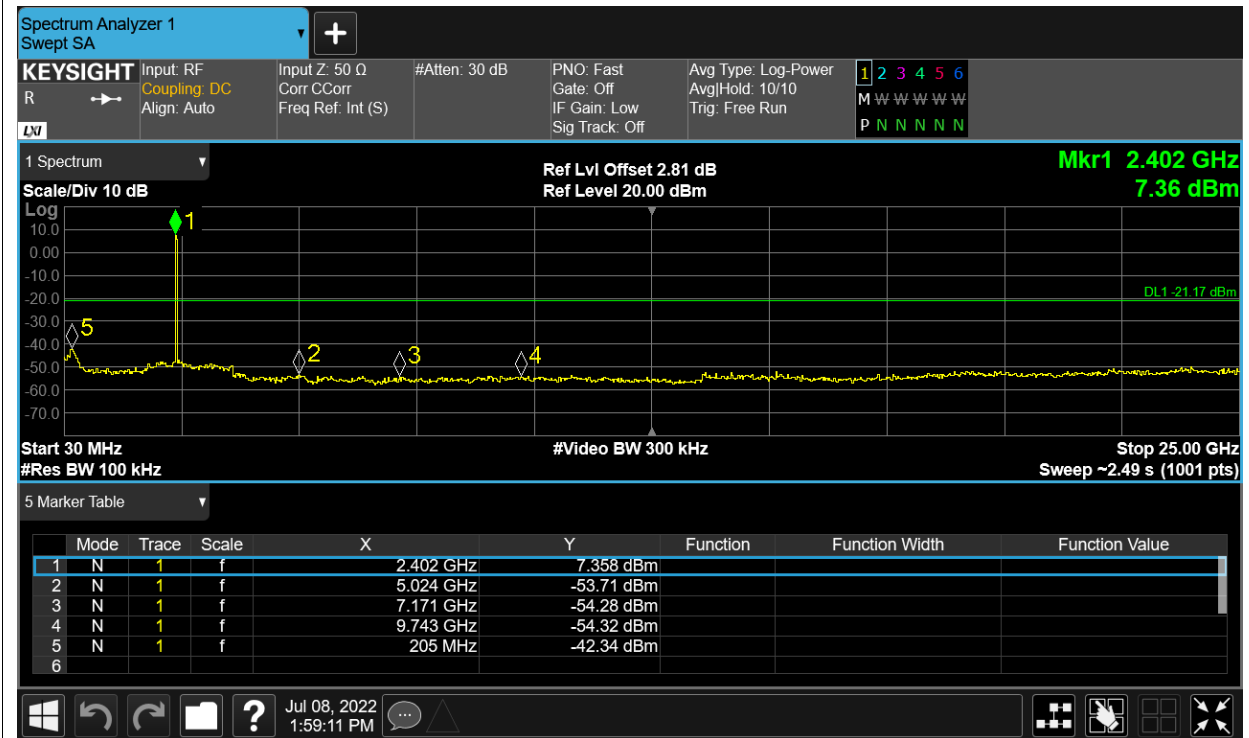 Spectrum Analyzer 1
Swept SA
KEYSIGHT
R
LXI
Input: RF
Coupling: DC
Align: Auto
Input Z: 50 Ω
Corr CCorr
Freq Ref: Int (S)
#Atten: 30 dB
PNO: Fast
Gate: Off
IF Gain: Low
Sig Track: Off
Avg Type: Log-Power
Avg|Hold: 10/10
Trig: Free Run
1 2 3 4 5 6
M W W W W W
P N N N N N
1 Spectrum
Scale/Div 10 dB
Ref Lvl Offset 2.81 dB
Ref Level 20.00 dBm
Mkr1 2.402 GHz
7.36 dBm
Log
10.0
0.00
-10.0
-20.0
-30.0
-40.0
-50.0
-60.0
-70.0
1
DL1 -21.17 dBm
5
2
3
4
Start 30 MHz
#Video BW 300 kHz
Stop 25.00 GHz
#Res BW 100 kHz
Sweep ~2.49 s (1001 pts)
5 Marker Table
Mode Trace Scale X Y Function Function Width Function Value
1 N 1 f 2.402 GHz 7.358 dBm
2 N 1 f 5.024 GHz -53.71 dBm
3 N 1 f 7.171 GHz -54.28 dBm
4 N 1 f 9.743 GHz -54.32 dBm
5 N 1 f 205 MHz -42.34 dBm
6
?
Jul 08, 2022
1:59:11 PM